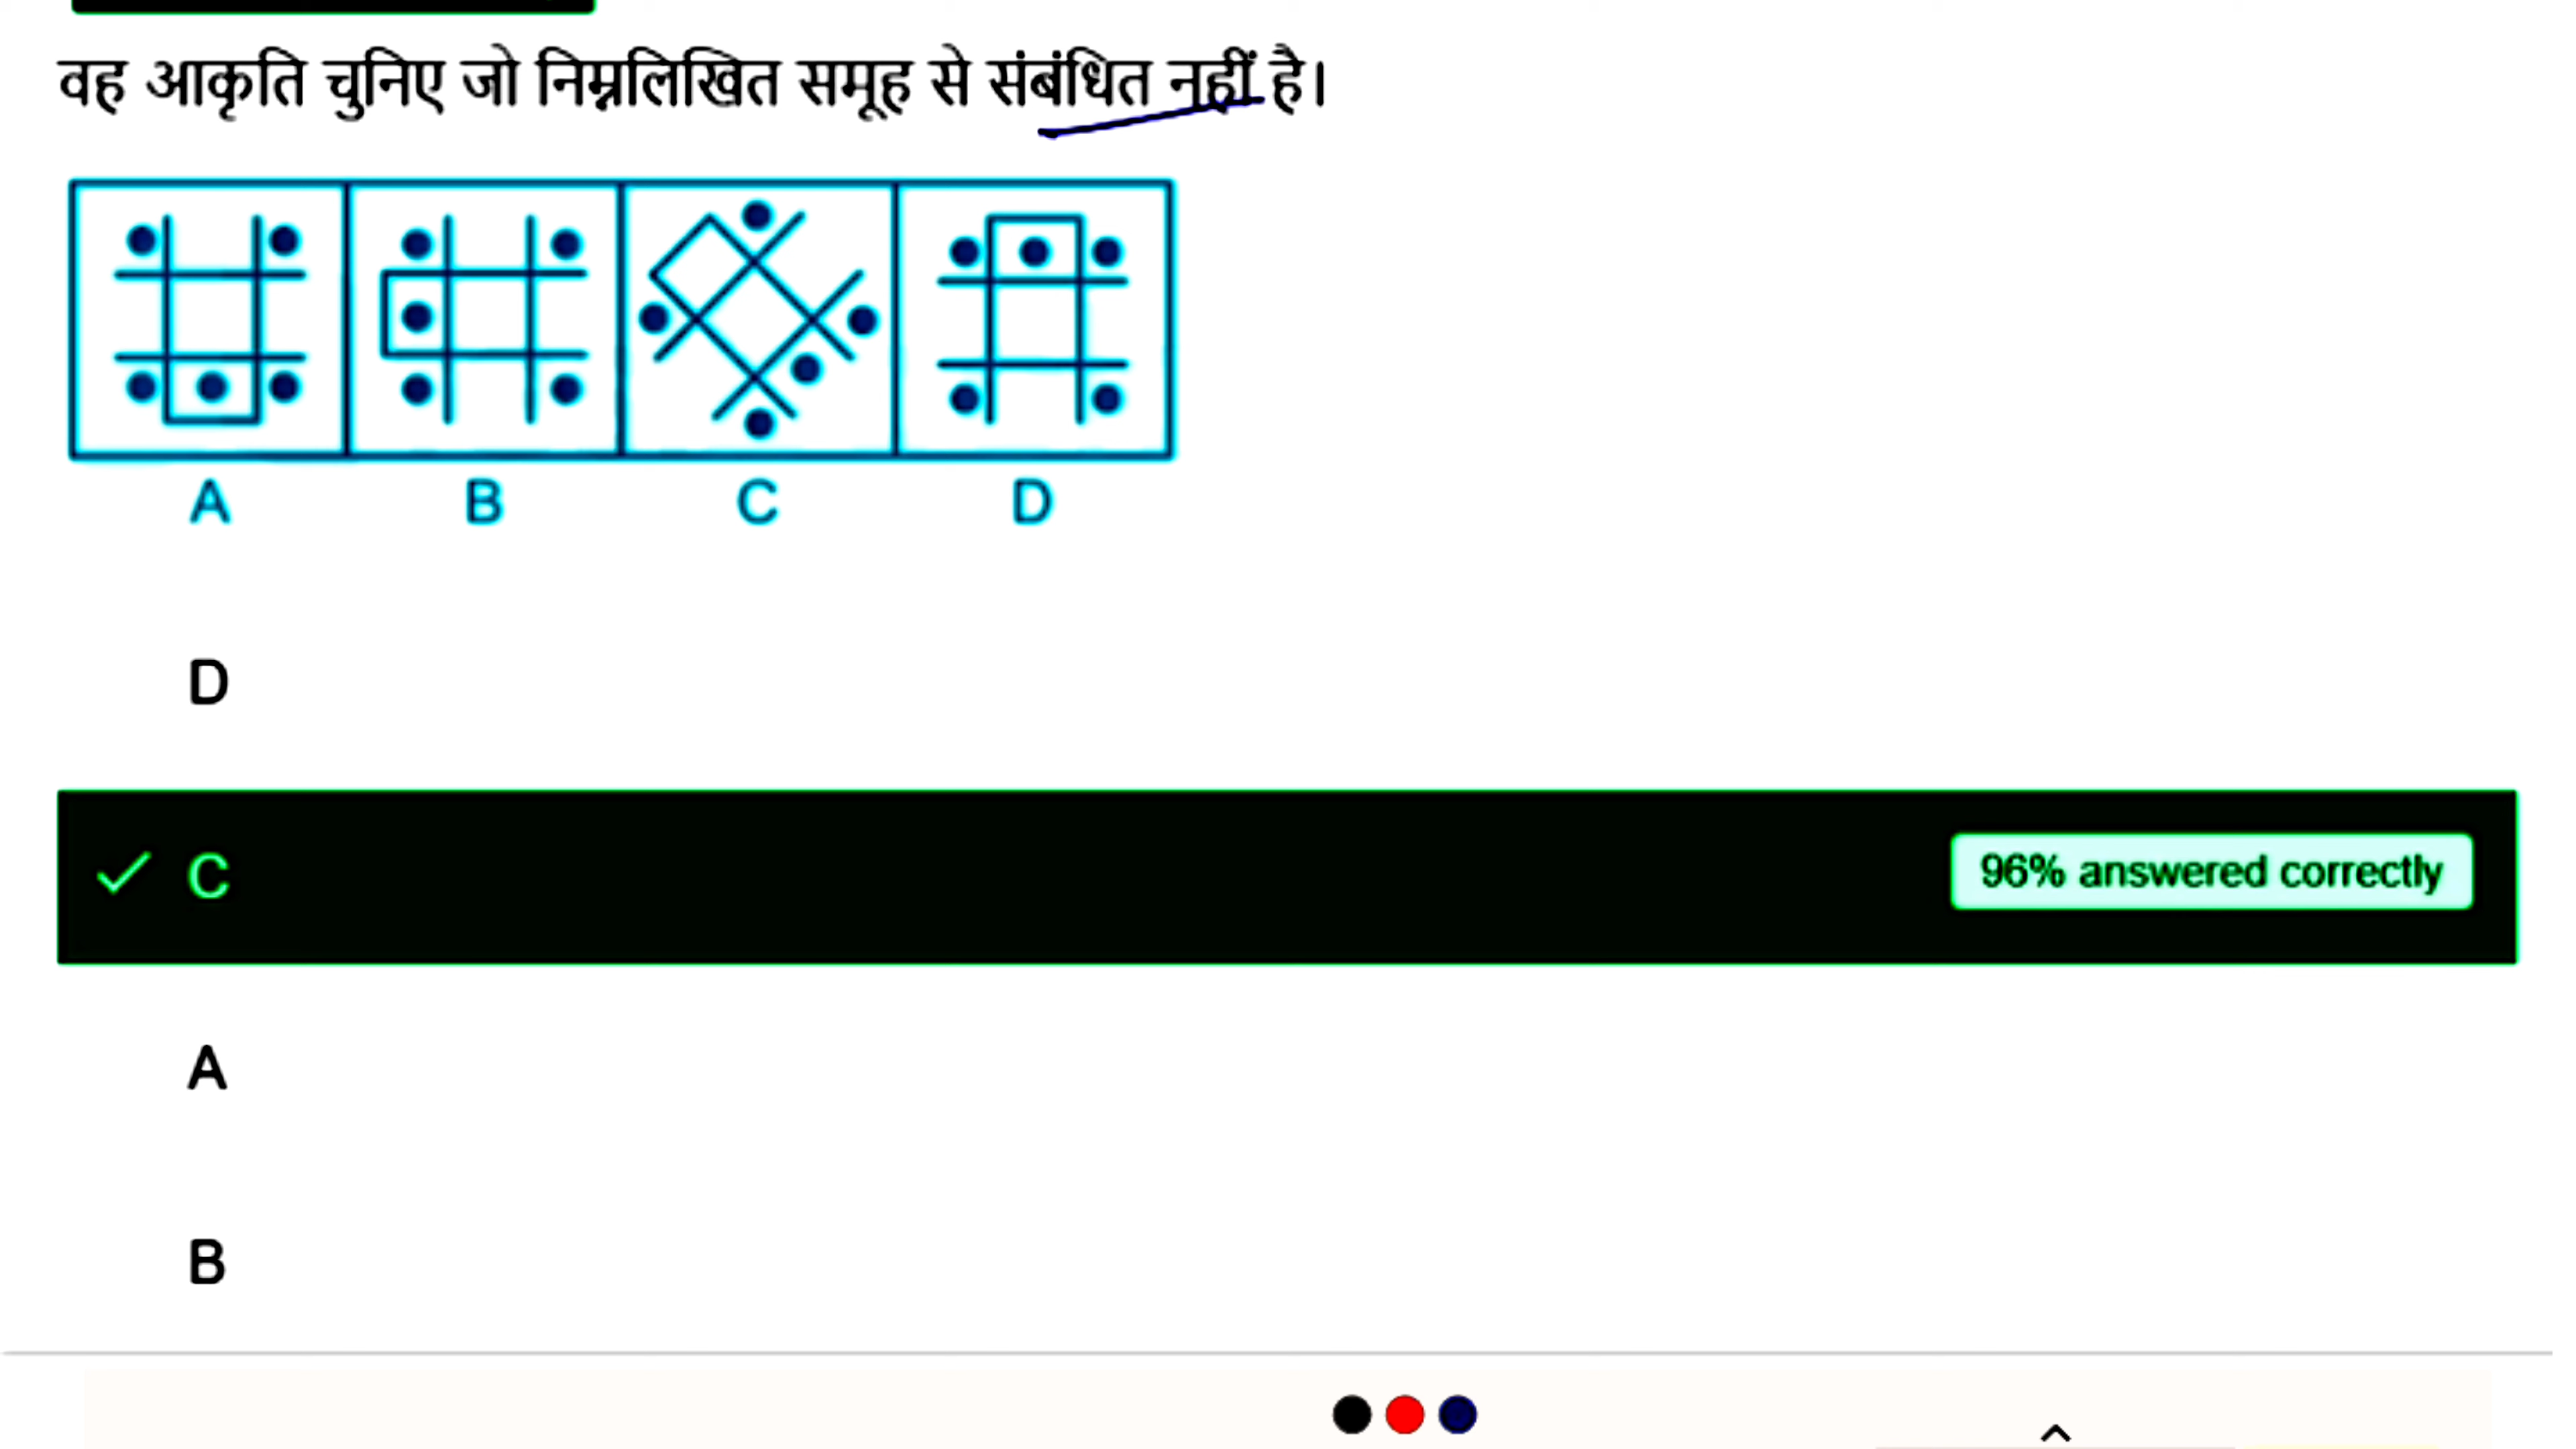 वह आकृति चुनिए जो निम्नलिखित समूह से संबंधित नहीं है।
A B C D
D
C 96% answered correctly
A
B